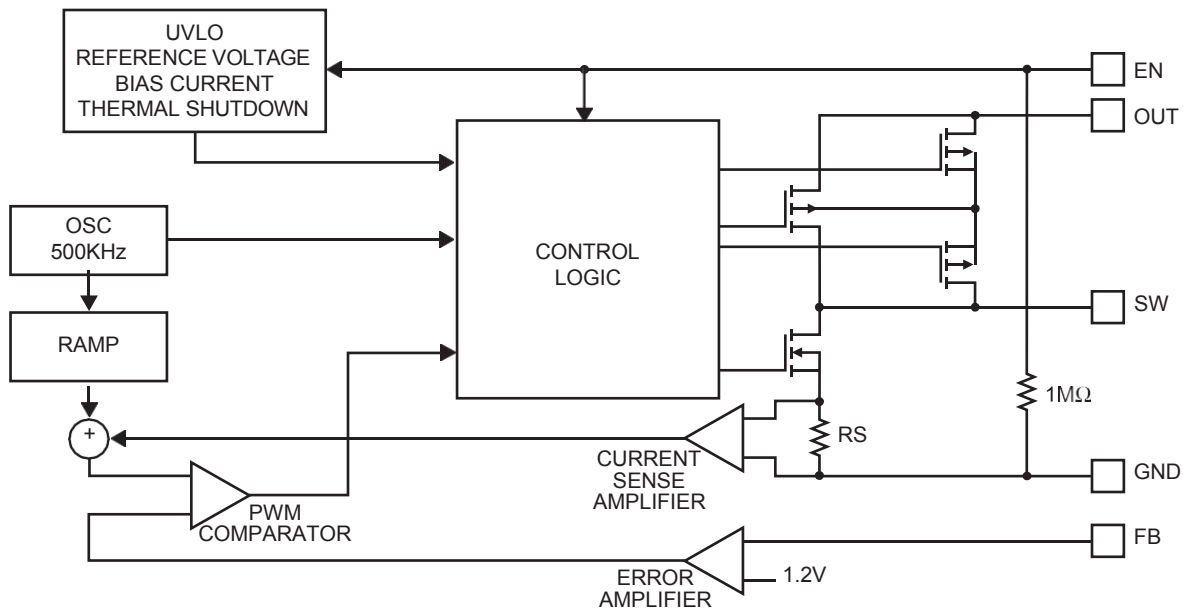 UVLO
REFERENCE VOLTAGE
BIAS CURRENT
THERMAL SHUTDOWN
EN
OUT
OSC
500KHz
CONTROL
LOGIC
SW
RAMP
1MΩ
+
RS
CURRENT
SENSE
AMPLIFIER
GND
PWM
COMPARATOR
FB
ERROR
AMPLIFIER
1.2V